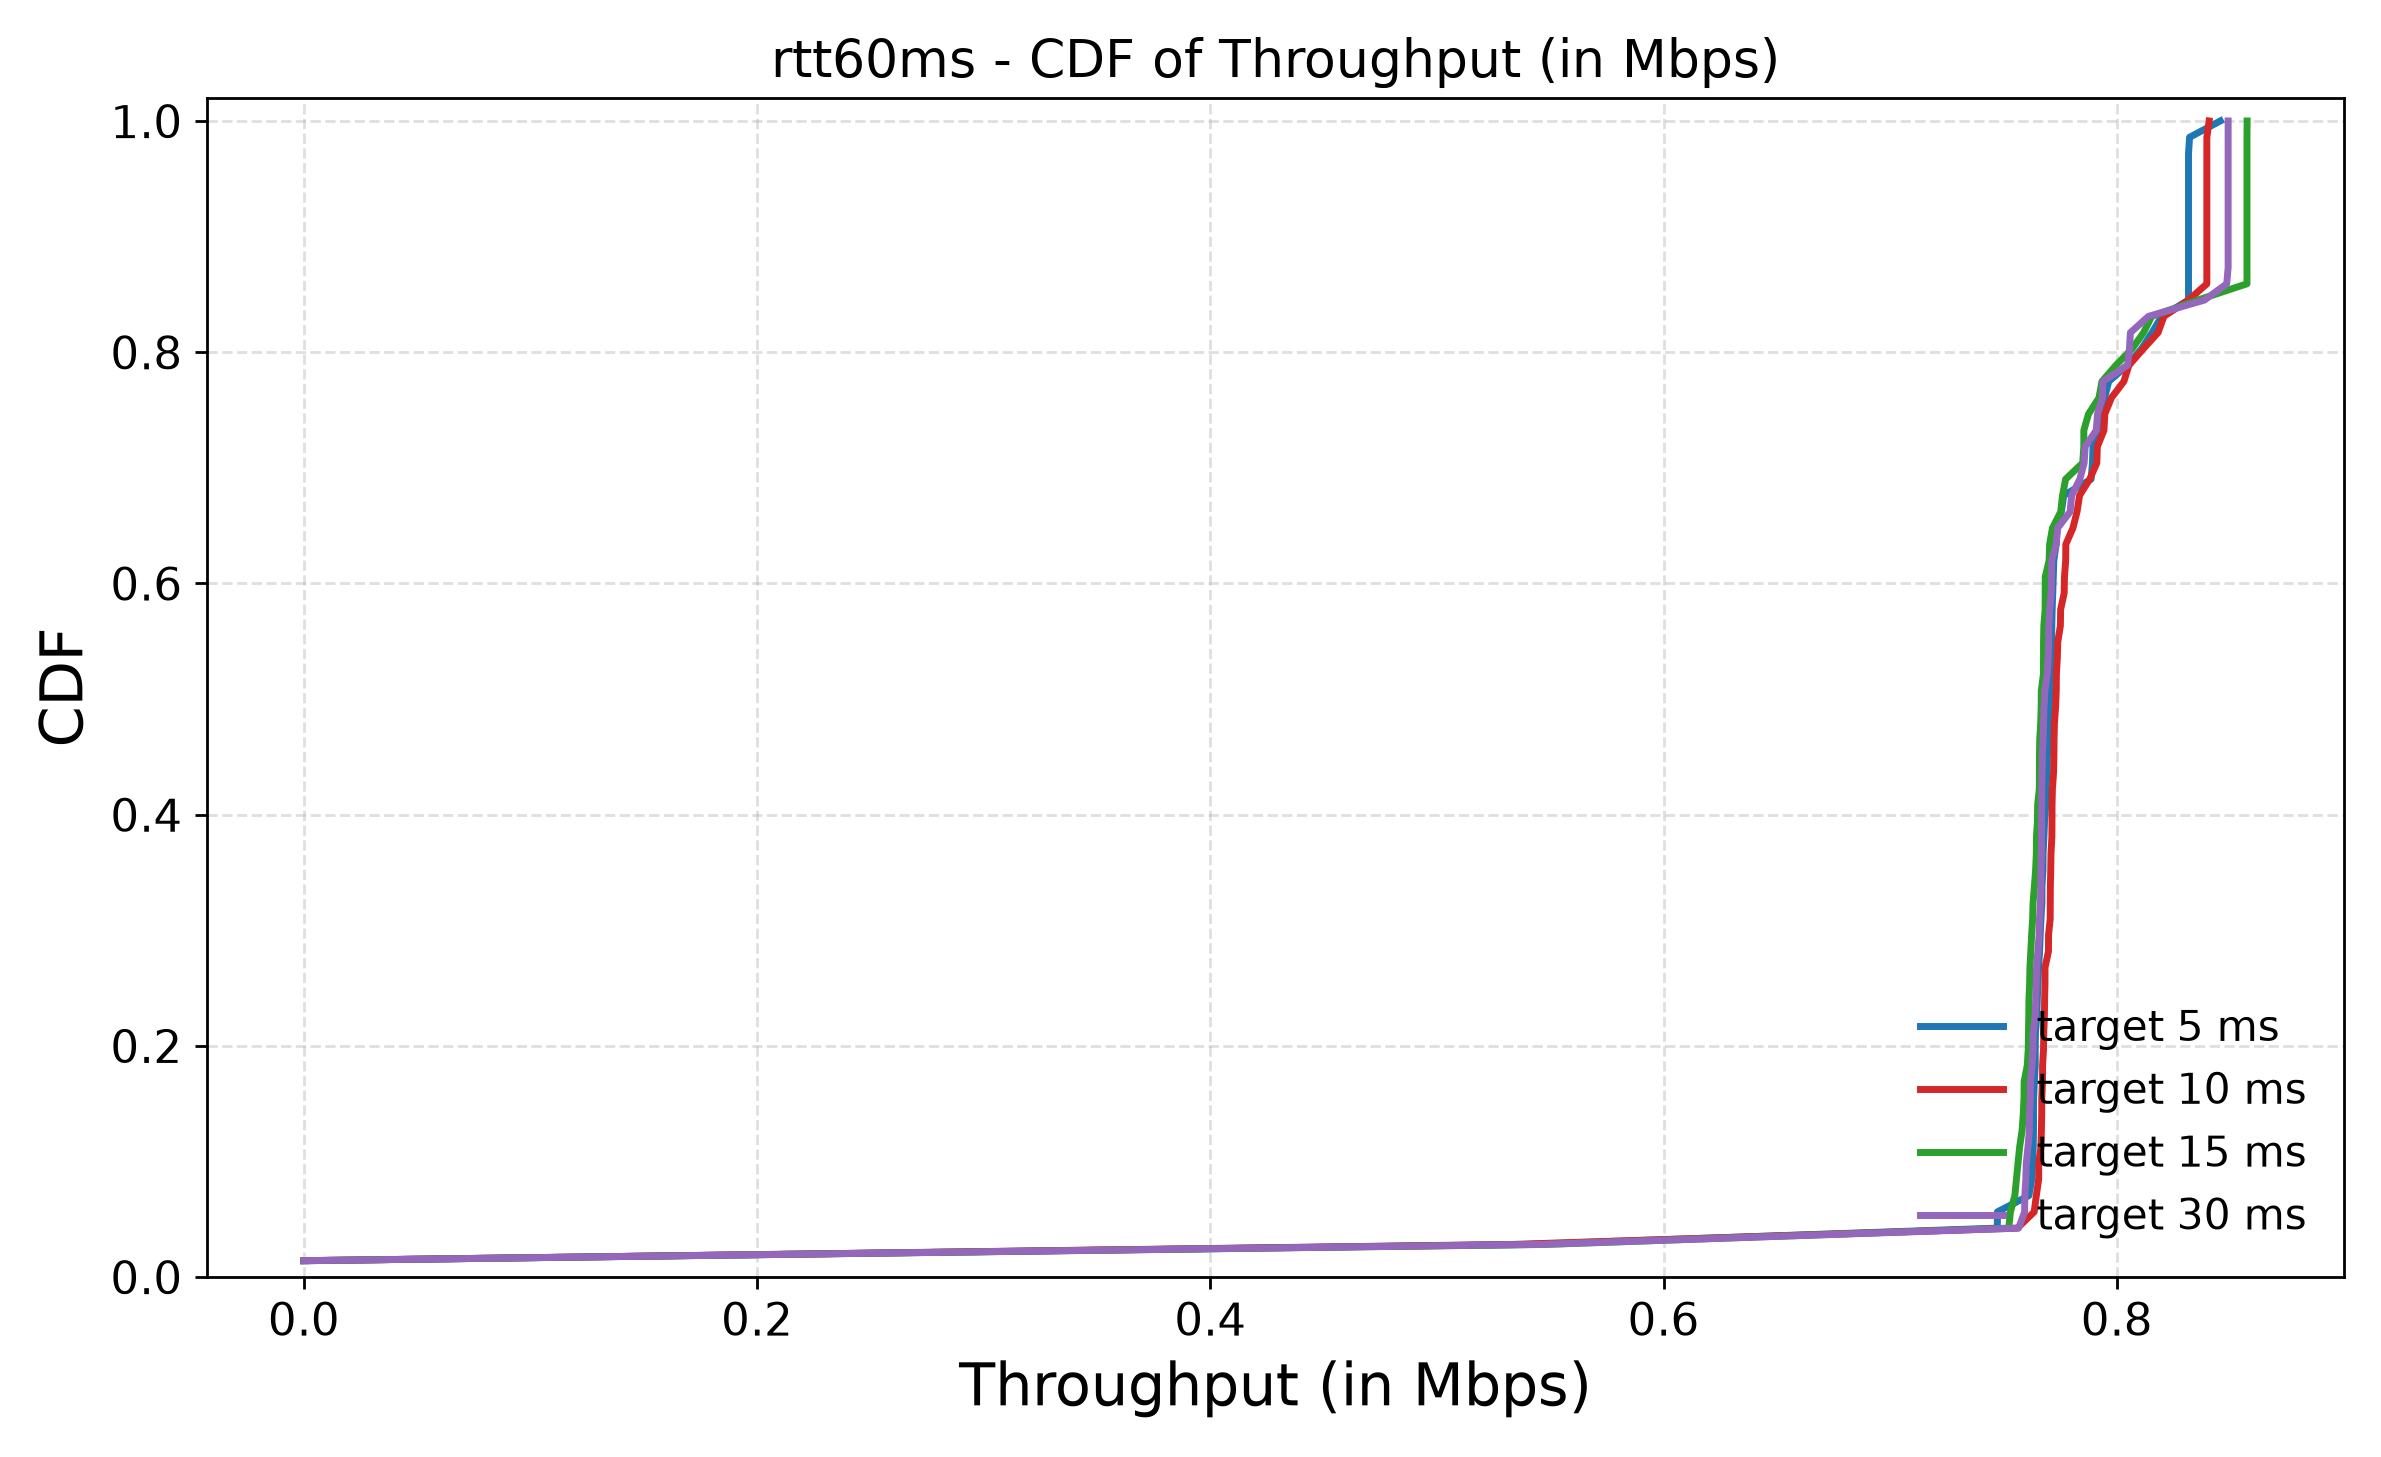 rtt60ms - CDF of Throughput (in Mbps)
1.0
0.8
0.6
0.4
0.2
0.0
CDF
target 5 ms
target 10 ms
target 15 ms
target 30 ms
0.0 0.2 0.4 0.6 0.8
Throughput (in Mbps)